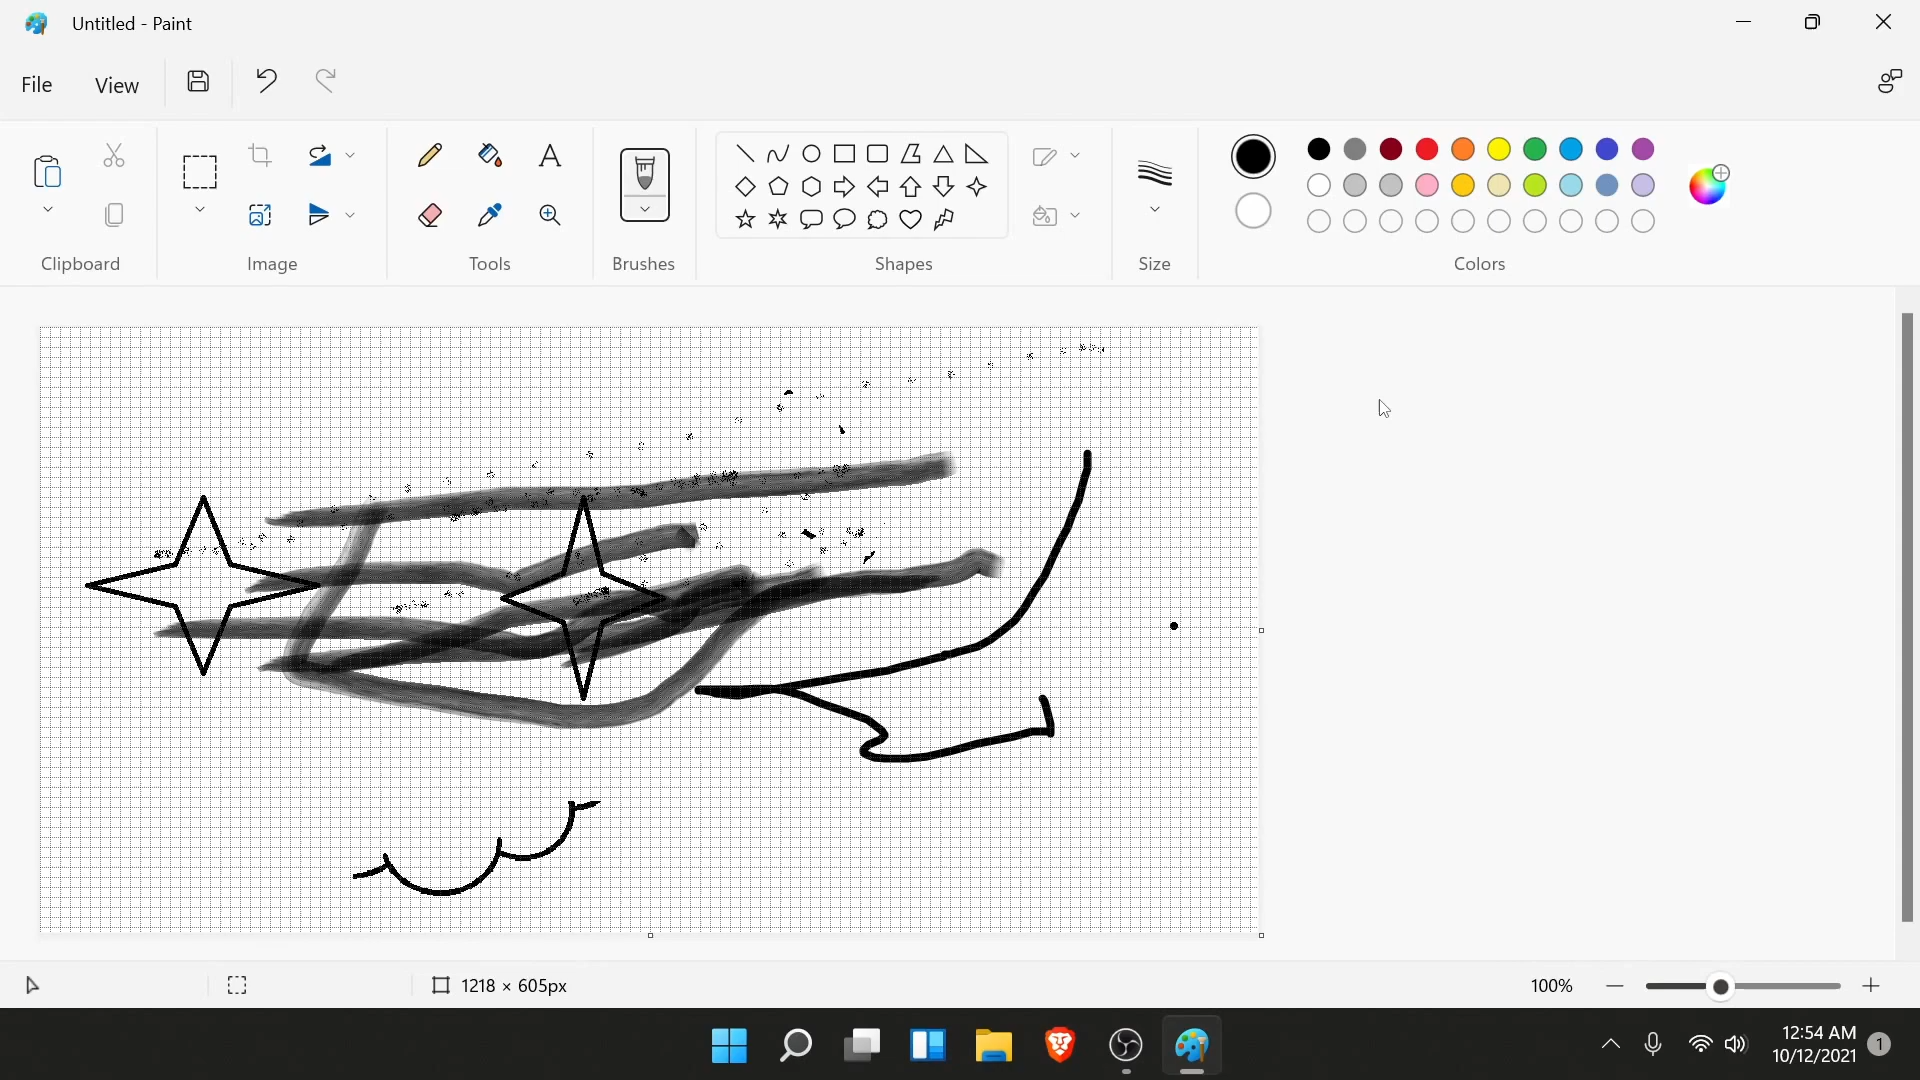 Untitled - Paint
File View
Clipboard Image Tools Brushes Shapes Size Colors
1218 × 605px 100%
12:54 AM
10/12/2021 1